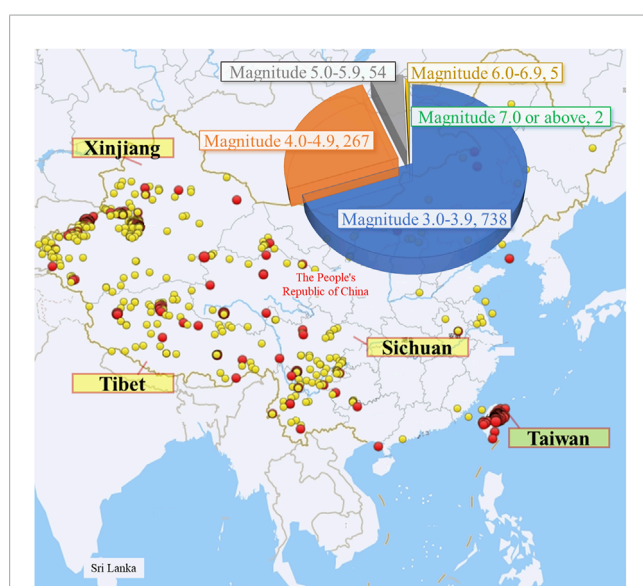 Magnitude 5.0-5.9, 54
Magnitude 6.0-6.9, 5
Magnitude 7.0 or above, 2
Magnitude 4.0-4.9, 267
Xinjiang
Magnitude 3.0-3.9, 738
The People's
Republic of China
Sichuan
Tibet
Taiwan
Sri Lanka